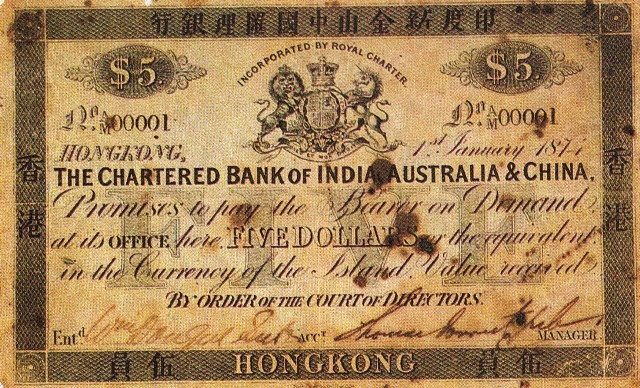 印度新金山中國匯理銀行
INCORPORATED BY ROYAL CHARTER.
$5. $5.
No. A/M 00001 No. A/M 00001
HONGKONG, 1st January
THE CHARTERED BANK OF INDIA, AUSTRALIA & CHINA.
FIVE
Promises to pay the Bearer on Demand
at its OFFICE here, FIVE DOLLARS or the equivalent
in the Currency of the Island Value received
BY ORDER OF THE COURT OF DIRECTORS.
Entd ACCt MANAGER
香港
香港
伍員 HONGKONG 伍員